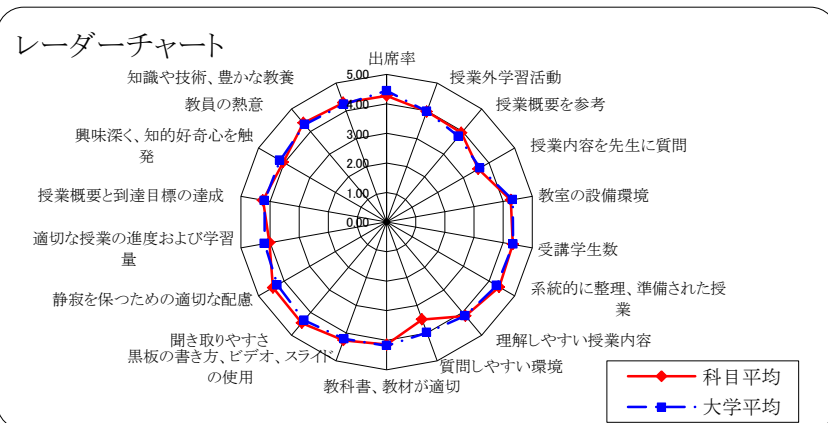 レーダーチャート
出席率
授業外学習活動
授業概要を参考
授業内容を先生に質問
教室の設備環境
受講学生数
系統的に整理、準備された授
業
理解しやすい授業内容
質問しやすい環境
教科書、教材が適切
黒板の書き方、ビデオ、スライド
の使用
聞き取りやすさ
静寂を保つための適切な配慮
適切な授業の進度および学習
量
授業概要と到達目標の達成
興味深く、知的好奇心を触
発
教員の熱意
知識や技術、豊かな教養
5.00
4.00
3.00
2.00
1.00
0.00
科目平均
大学平均